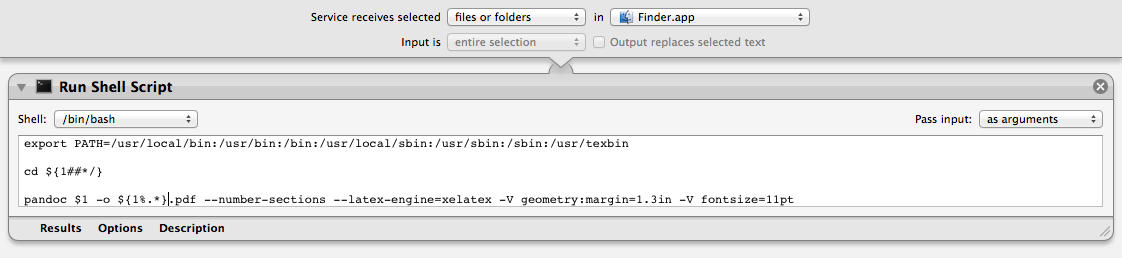 Service receives selected files or folders in Finder.app
Input is entire selection Output replaces selected text
Run Shell Script
Shell: /bin/bash Pass input: as arguments
export PATH=/usr/local/bin:/usr/bin:/bin:/usr/local/sbin:/usr/sbin:/sbin:/usr/texbin
cd ${1##*/}
pandoc $1 -o ${1%.*}.pdf --number-sections --latex-engine=xelatex -V geometry:margin=1.3in -V fontsize=11pt
Results Options Description